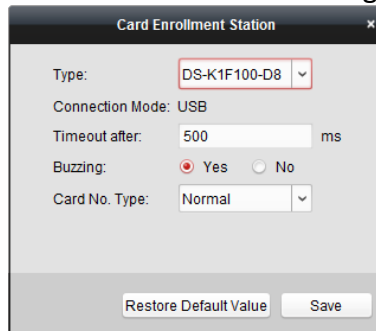 Card Enrollment Station ×
Type: DS-K1F100-D8
Connection Mode: USB
Timeout after: 500 ms
Buzzing: Yes No
Card No. Type: Normal
Restore Default Value Save